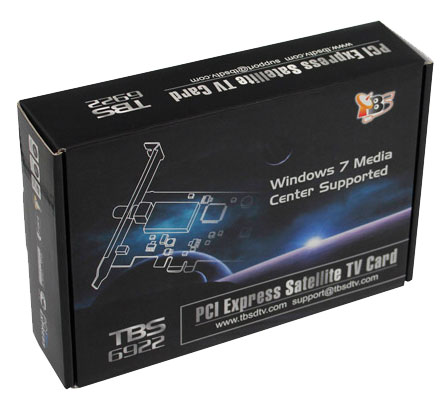 www.tbsdtv.com
support@tbsdtv.com
PCI Express Satellite TV Card
TBS
6922
TBS
Windows 7 Media
Center Supported
TBS
6922
PCI Express Satellite TV Card
www.tbsdtv.com support@tbsdtv.com